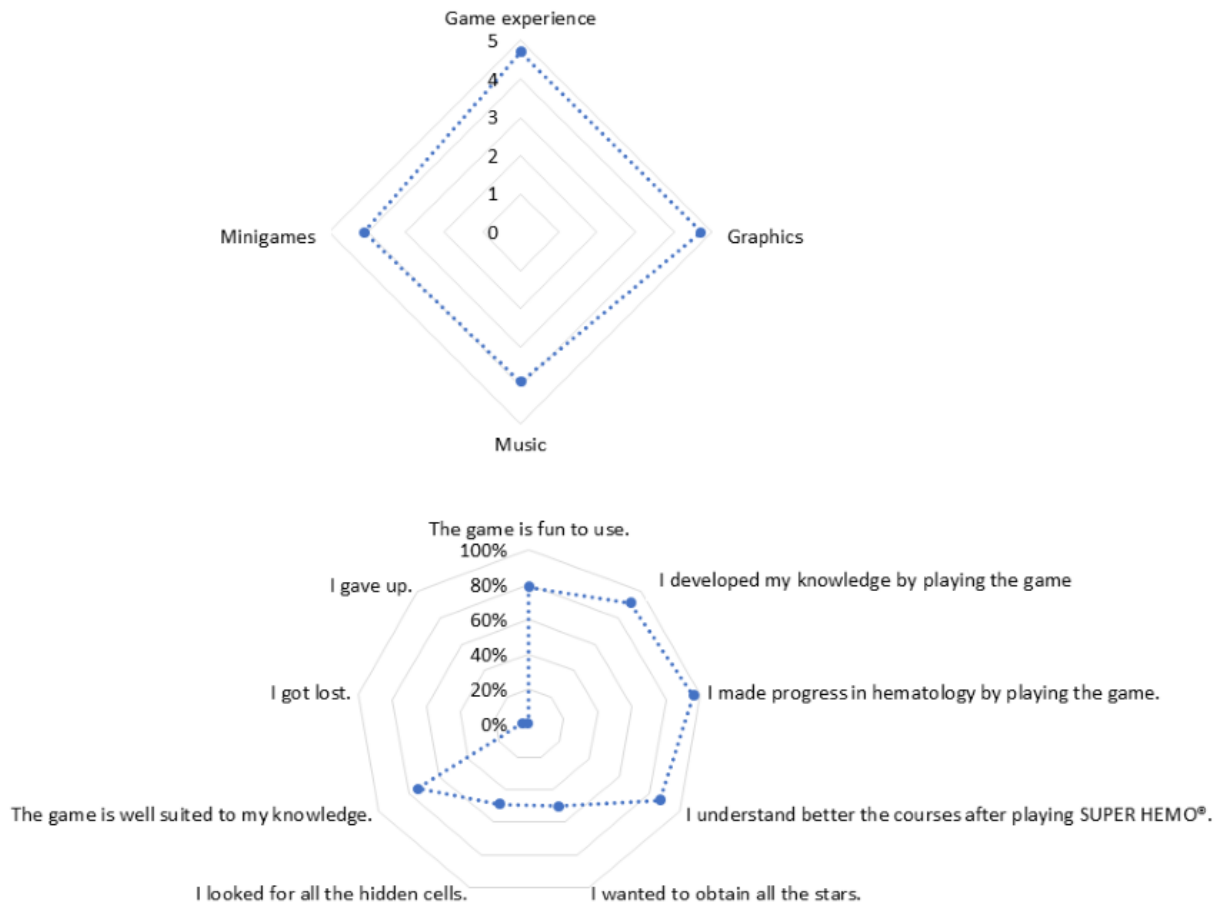 Game experience
5
4
3
2
1
0
Minigames
Graphics
Music
The game is fun to use.
100%
I gave up.
I developed my knowledge by playing the game
80%
60%
40%
I got lost.
I made progress in hematology by playing the game.
20%
0%
The game is well suited to my knowledge.
I understand better the courses after playing SUPER HEMO®.
I looked for all the hidden cells.
I wanted to obtain all the stars.